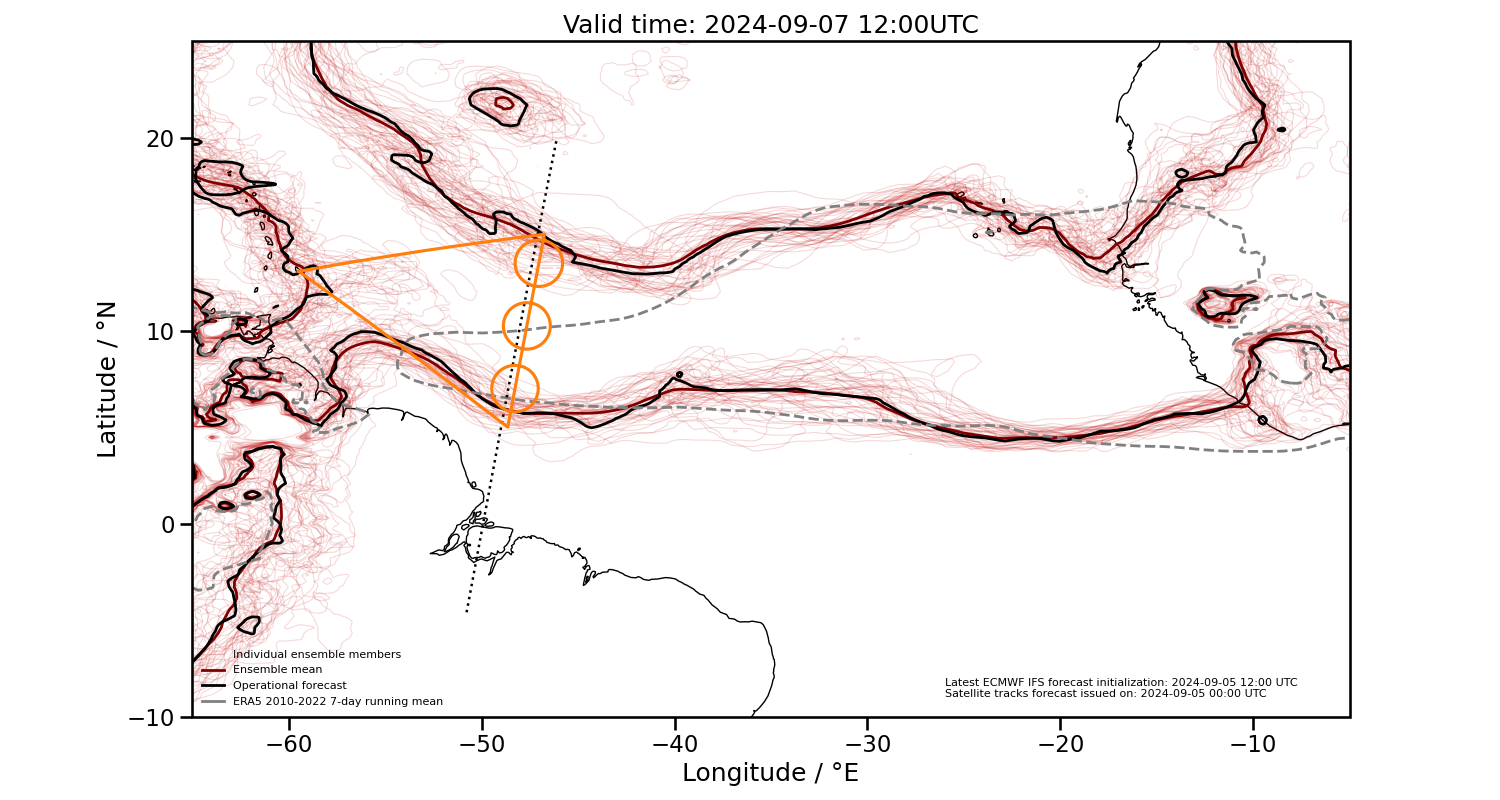 Valid time: 2024-09-07 12:00UTC
Latitude / °N
20
10
0
−10
Individual ensemble members
Ensemble mean
Operational forecast
ERA5 2010-2022 7-day running mean
Latest ECMWF IFS forecast initialization: 2024-09-05 12:00 UTC
Satellite tracks forecast issued on: 2024-09-05 00:00 UTC
−60 −50 −40 −30 −20 −10
Longitude / °E